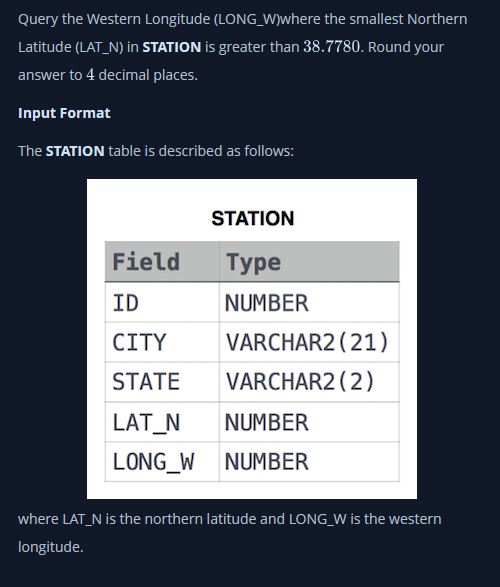 Query the Western Longitude (LONG_W)where the smallest Northern
Latitude (LAT_N) in STATION is greater than 38.7780. Round your
answer to 4 decimal places.
Input Format
The STATION table is described as follows:
STATION
Field Type
ID NUMBER
CITY VARCHAR2(21)
STATE VARCHAR2(2)
LAT_N NUMBER
LONG_W NUMBER
where LAT_N is the northern latitude and LONG_W is the western
longitude.